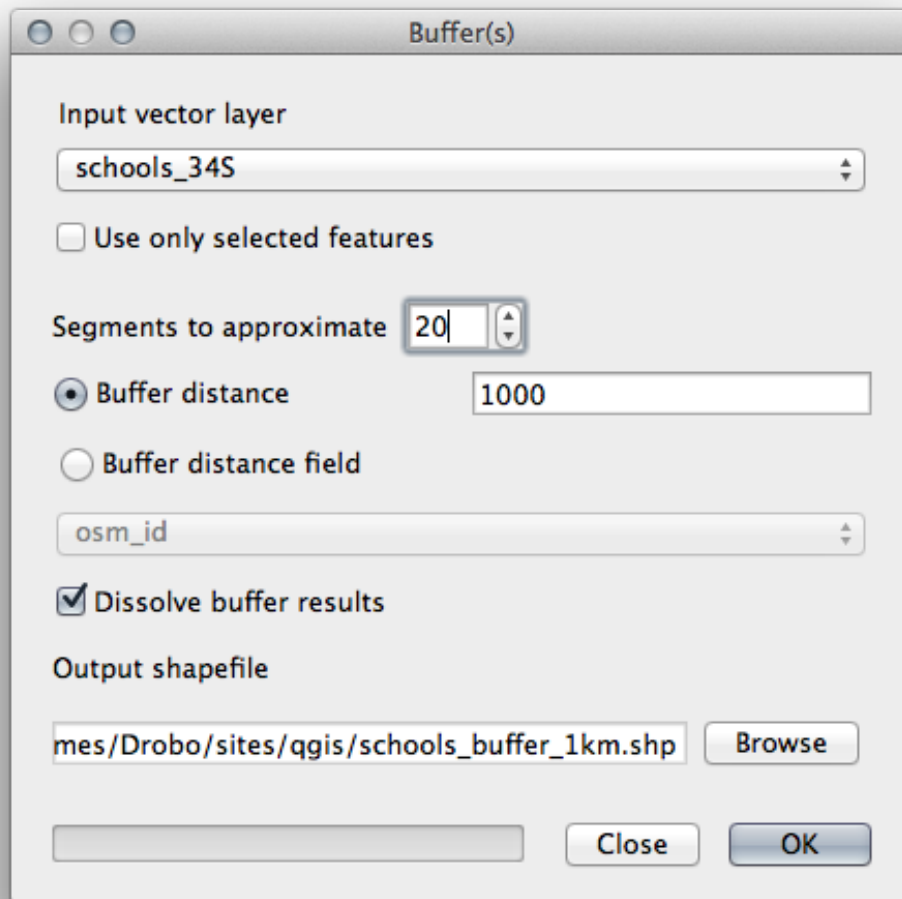 Buffer(s)
Input vector layer
schools_34S
Use only selected features
Segments to approximate 20
Buffer distance 1000
Buffer distance field
osm_id
Dissolve buffer results
Output shapefile
mes/Drobo/sites/qgis/schools_buffer_1km.shp Browse
Close OK